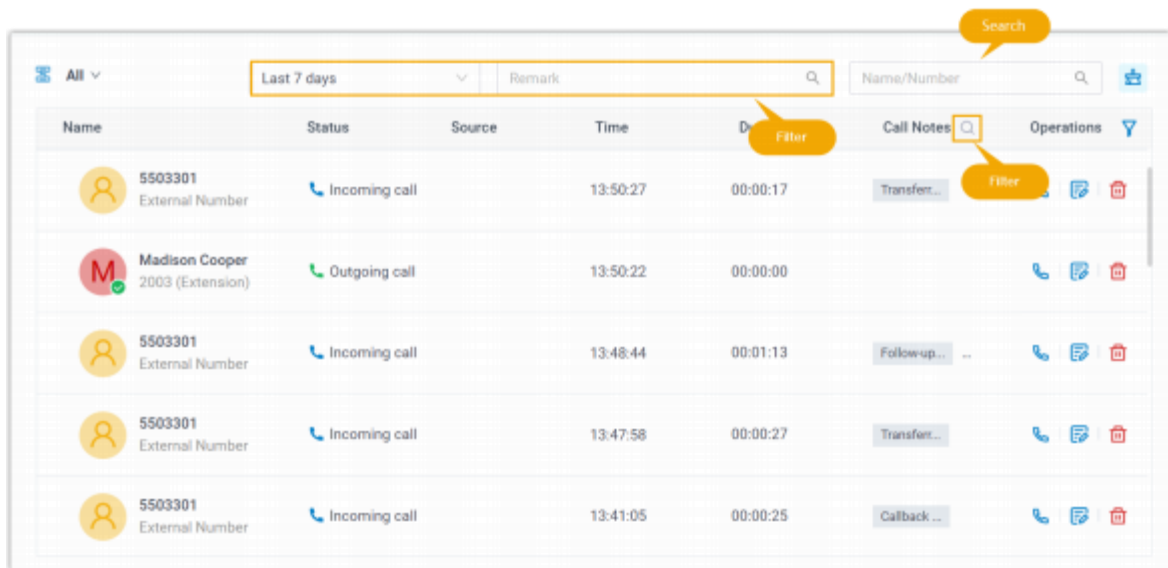 Search
All
Last 7 days
Remark
Name/Number
Name Status Source Time Call Notes Operations
Filter
Filter
5503301
External Number
Incoming call 13:50:27 00:00:17 Transferr...
Madison Cooper
M
2003 (Extension)
Outgoing call 13:50:22 00:00:00
5503301
External Number
Incoming call 13:48:44 00:01:13 Follow-up... ...
5503301
External Number
Incoming call 13:47:58 00:00:27 Transferr...
5503301
External Number
Incoming call 13:41:05 00:00:25 Callback ...